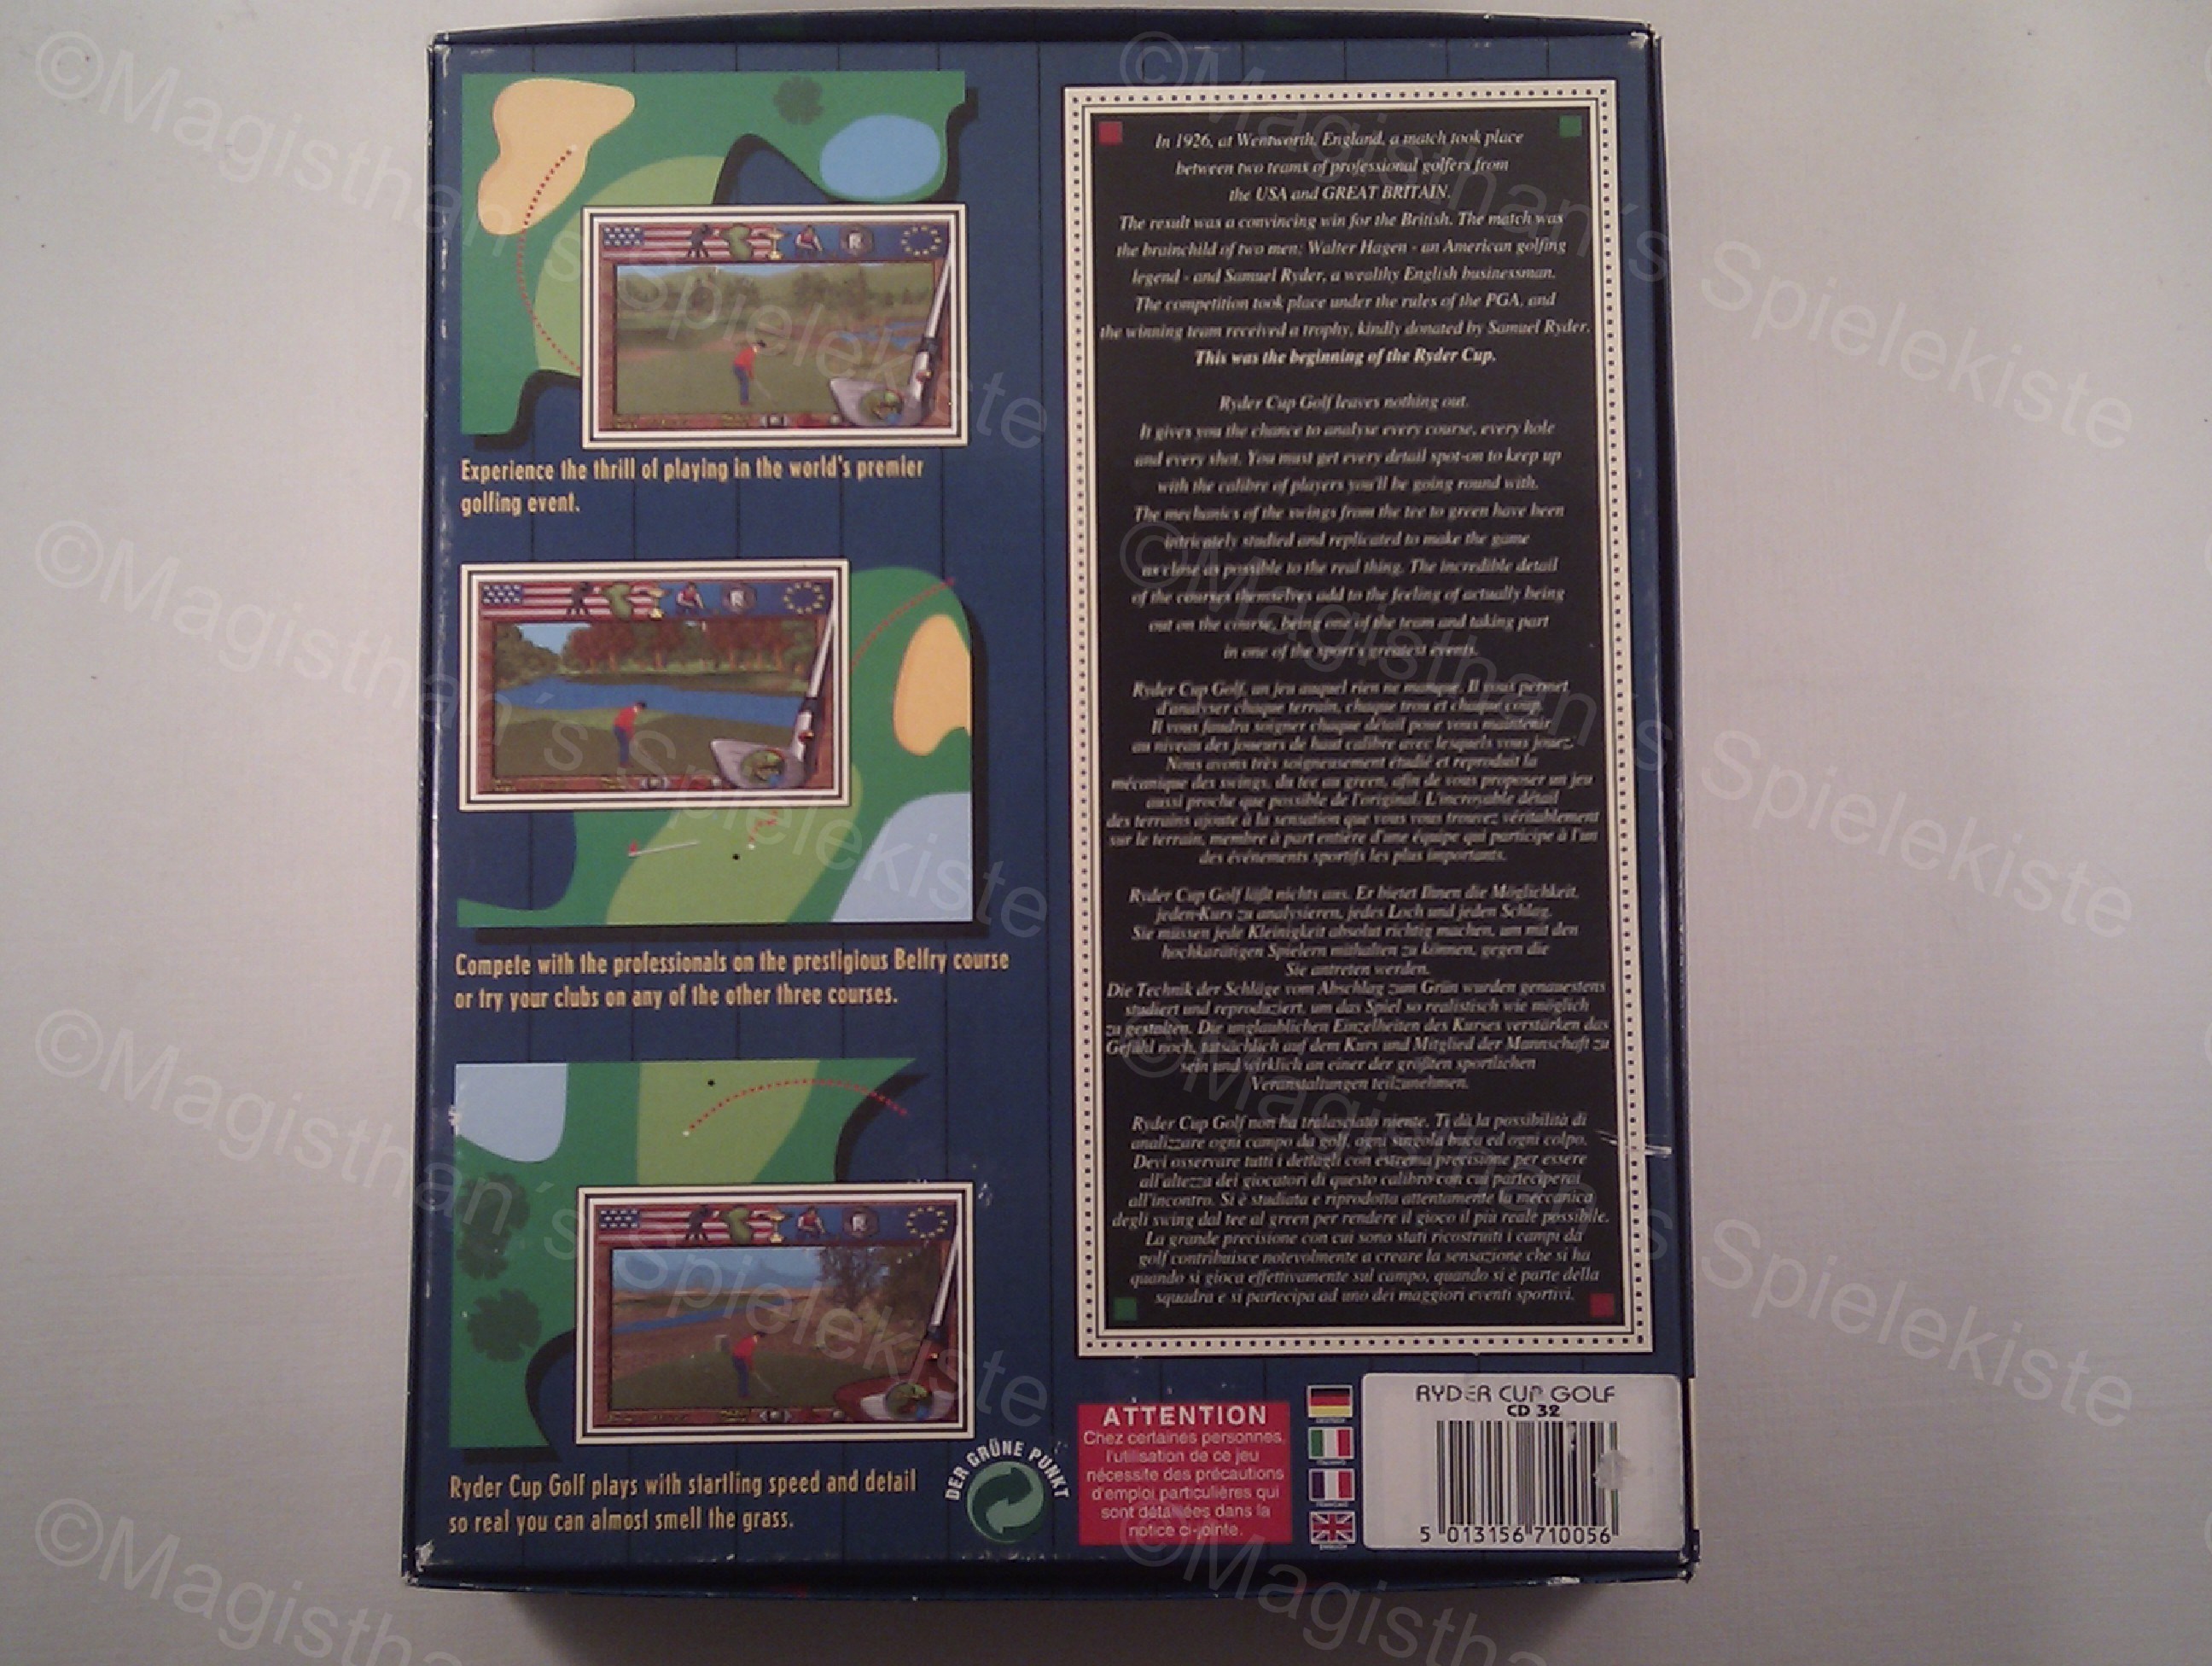 Experience the thrill of playing in the world's premier
golfing event.
Compete with the professionals on the prestigious Belfry course
or try your clubs on any of the other three courses.
Ryder Cup Golf plays with startling speed and detail
so real you can almost smell the grass.
DER GRÜNE PUNKT
In 1926, at Wentworth, England, a match took place
between two teams of professional golfers from
the USA and GREAT BRITAIN.
The result was a convincing win for the British. The match was
the brainchild of two men; Walter Hagen - an American golfing
legend - and Samuel Ryder, a wealthy English businessman.
The competition took place under the rules of the PGA, and
the winning team received a trophy, kindly donated by Samuel Ryder.
This was the beginning of the Ryder Cup.
Ryder Cup Golf leaves nothing out.
It gives you the chance to analyse every course, every hole
and every shot. You must get every detail spot-on to keep up
with the calibre of players you'll be going round with.
The mechanics of the swings from the tee to green have been
intricately studied and replicated to make the game
as close as possible to the real thing. The incredible detail
of the courses themselves add to the feeling of actually being
out on the course, being one of the team and taking part
in one of the sport's greatest events.
Ryder Cup Golf, un jeu auquel rien ne manque. Il vous permet
d'analyser chaque terrain, chaque trou et chaque coup.
Il vous faudra soigner chaque détail pour vous maintenir
au niveau des joueurs de haut calibre avec lesquels vous jouez.
Nous avons très soigneusement étudié et reproduit la
mécanique des swings, du tee au green, afin de vous proposer un jeu
aussi proche que possible de l'original. L'incroyable détail
des terrains ajoute à la sensation que vous vous trouvez véritablement
sur le terrain, membre à part entière d'une équipe qui participe à l'un
des événements sportifs les plus importants.
Ryder Cup Golf läßt nichts aus. Er bietet Ihnen die Möglichkeit,
jeden Kurs zu analysieren, jedes Loch und jeden Schlag.
Sie müssen jede Kleinigkeit absolut richtig machen, um mit den
hochkarätigen Spielern mithalten zu können, gegen die
Sie antreten werden.
Die Technik der Schläge vom Abschlag zum Grün wurden genauestens
studiert und reproduziert, um das Spiel so realistisch wie möglich
zu gestalten. Die unglaublichen Einzelheiten des Kurses verstärken das
Gefühl noch, tatsächlich auf dem Kurs und Mitglied der Mannschaft zu
sein und wirklich an einer der größten sportlichen
Veranstaltungen teilzunehmen.
Ryder Cup Golf non ha tralasciato niente. Ti dà la possibilità di
analizzare ogni campo da golf, ogni singola buca ed ogni colpo.
Devi osservare tutti i dettagli con estrema precisione per essere
all'altezza dei giocatori di questo calibro con cui parteciperai
all'incontro. Si è studiata e riprodotta attentamente la meccanica
degli swing dal tee al green per rendere il gioco il più reale possibile.
La grande precisione con cui sono stati ricostruiti i campi da
golf contribuisce notevolmente a creare la sensazione che si ha
quando si gioca effettivamente sul campo, quando si è parte della
squadra e si partecipa ad uno dei maggiori eventi sportivi.
ATTENTION
Chez certaines personnes,
l'utilisation de ce jeu
nécessite des précautions
d'emploi particulières qui
sont détaillées dans la
notice ci-jointe.
DEUTSCH
ITALIANO
FRANCAIS
ENGLISH
RYDER CUP GOLF
CD 32
5 013156 710056
©Magisthan´s Spielekiste
©Magisthan´s Spielekiste
©Magisthan´s Spielekiste
©Magisthan´s Spielekiste
©Magisthan´s Spielekiste
©Magisthan´s Spielekiste